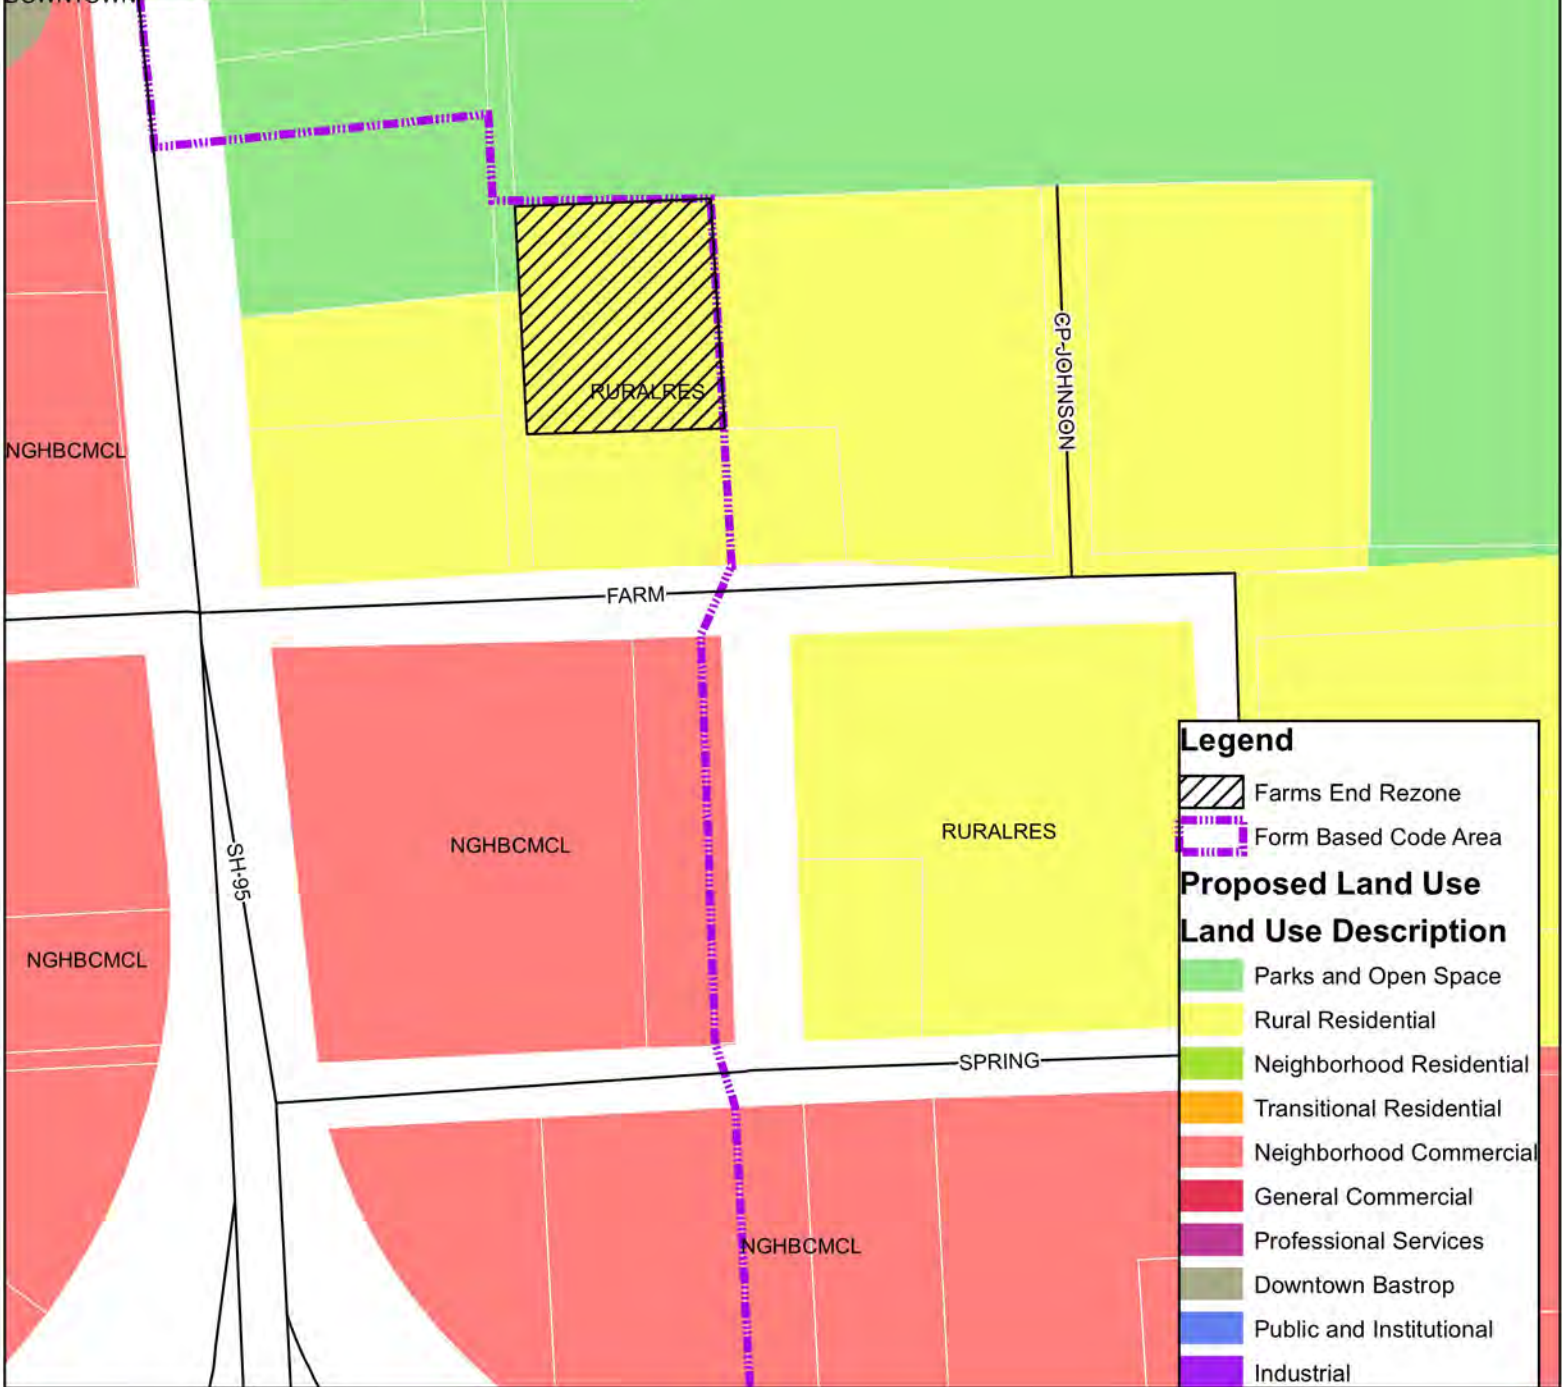 DOWNTOWN
RURALRES
CP-JOHNSON
NGHBCMCL
FARM
NGHBCMCL
RURALRES
SH-95
NGHBCMCL
SPRING
NGHBCMCL
Legend
Farms End Rezone
Form Based Code Area
Proposed Land Use
Land Use Description
Parks and Open Space
Rural Residential
Neighborhood Residential
Transitional Residential
Neighborhood Commercial
General Commercial
Professional Services
Downtown Bastrop
Public and Institutional
Industrial